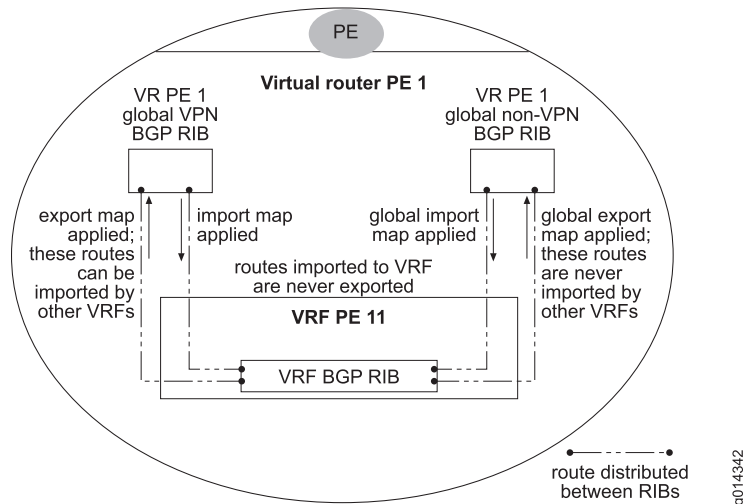 PE
Virtual router PE 1
VR PE 1
global VPN
BGP RIB
VR PE 1
global non-VPN
BGP RIB
export map
applied;
these routes
can be
imported by
other VRFs
import map
applied
global import
map applied
global export
map applied;
these routes
are never
imported by
other VRFs
routes imported to VRF
are never exported
VRF PE 11
VRF BGP RIB
route distributed
between RIBs
g014342